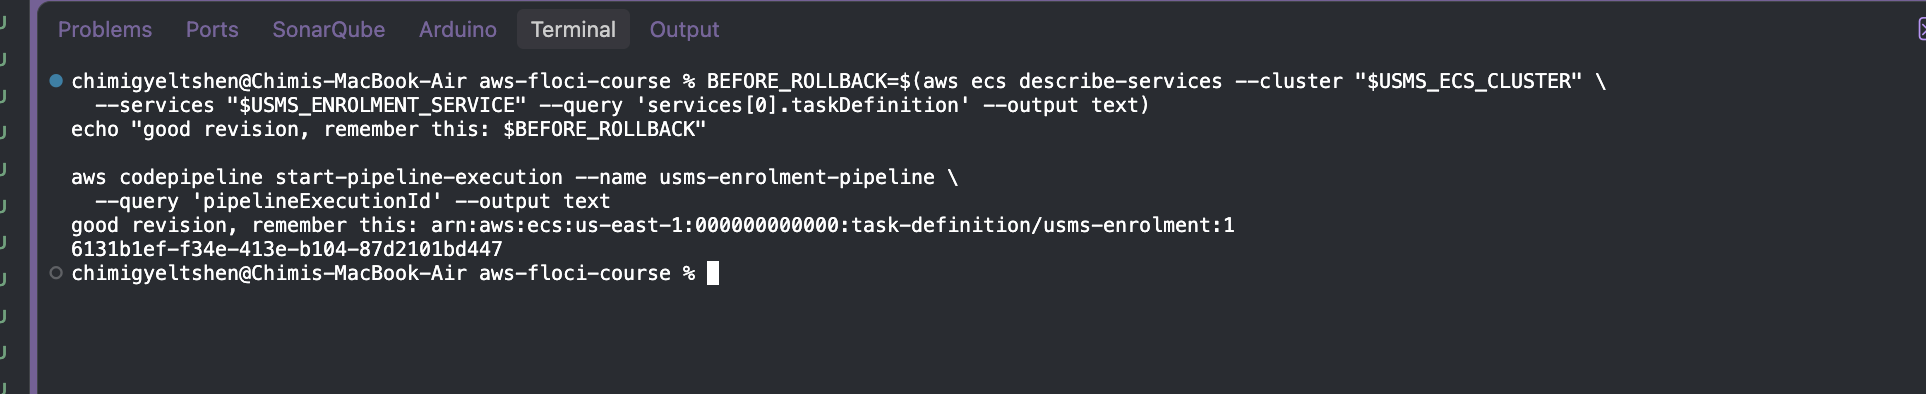 Problems Ports SonarQube Arduino Terminal Output
chimigyeltshen@Chimis-MacBook-Air aws-floci-course % BEFORE_ROLLBACK=$(aws ecs describe-services --cluster "$USMS_ECS_CLUSTER" \
  --services "$USMS_ENROLMENT_SERVICE" --query 'services[0].taskDefinition' --output text)
echo "good revision, remember this: $BEFORE_ROLLBACK"
aws codepipeline start-pipeline-execution --name usms-enrolment-pipeline \
  --query 'pipelineExecutionId' --output text
good revision, remember this: arn:aws:ecs:us-east-1:000000000000:task-definition/usms-enrolment:1
6131b1ef-f34e-413e-b104-87d2101bd447
chimigyeltshen@Chimis-MacBook-Air aws-floci-course %